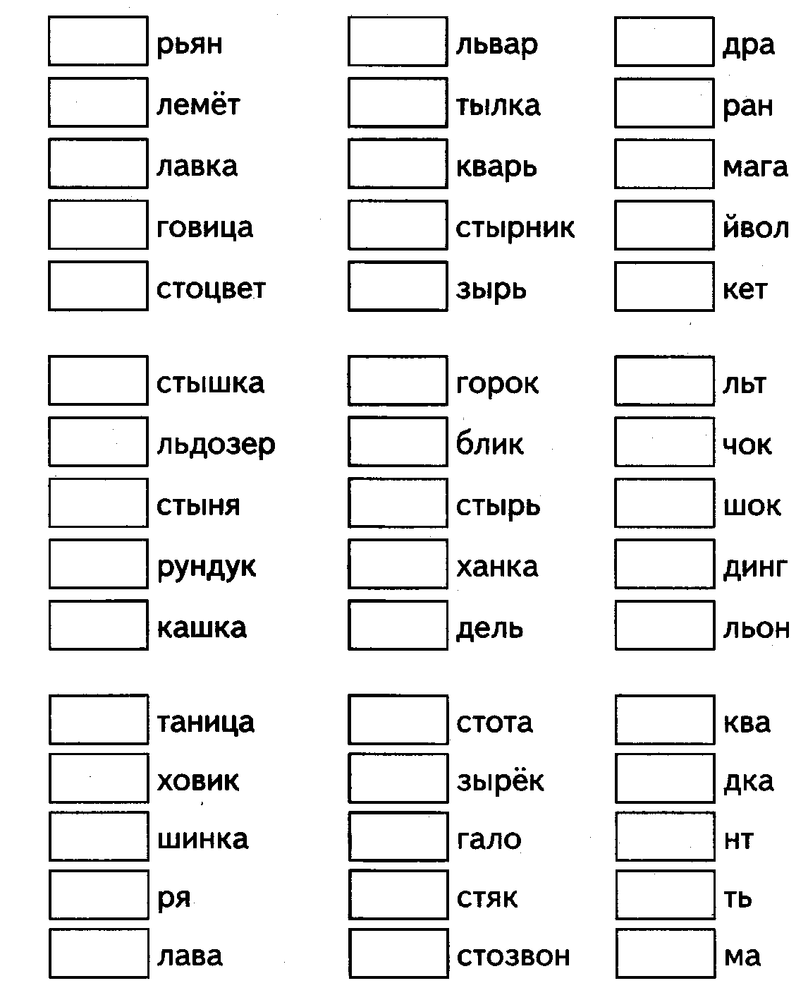 рьян львар дра
лемёт тылка ран
лавка кварь мага
говица стырник йвол
стоцвет зырь кет
стышка горок льт
льдозер блик чок
стыня стырь шок
рундук ханка динг
кашка дель льон
таница стота ква
ховик зырёк дка
шинка гало нт
ря стяк ть
лава стозвон ма